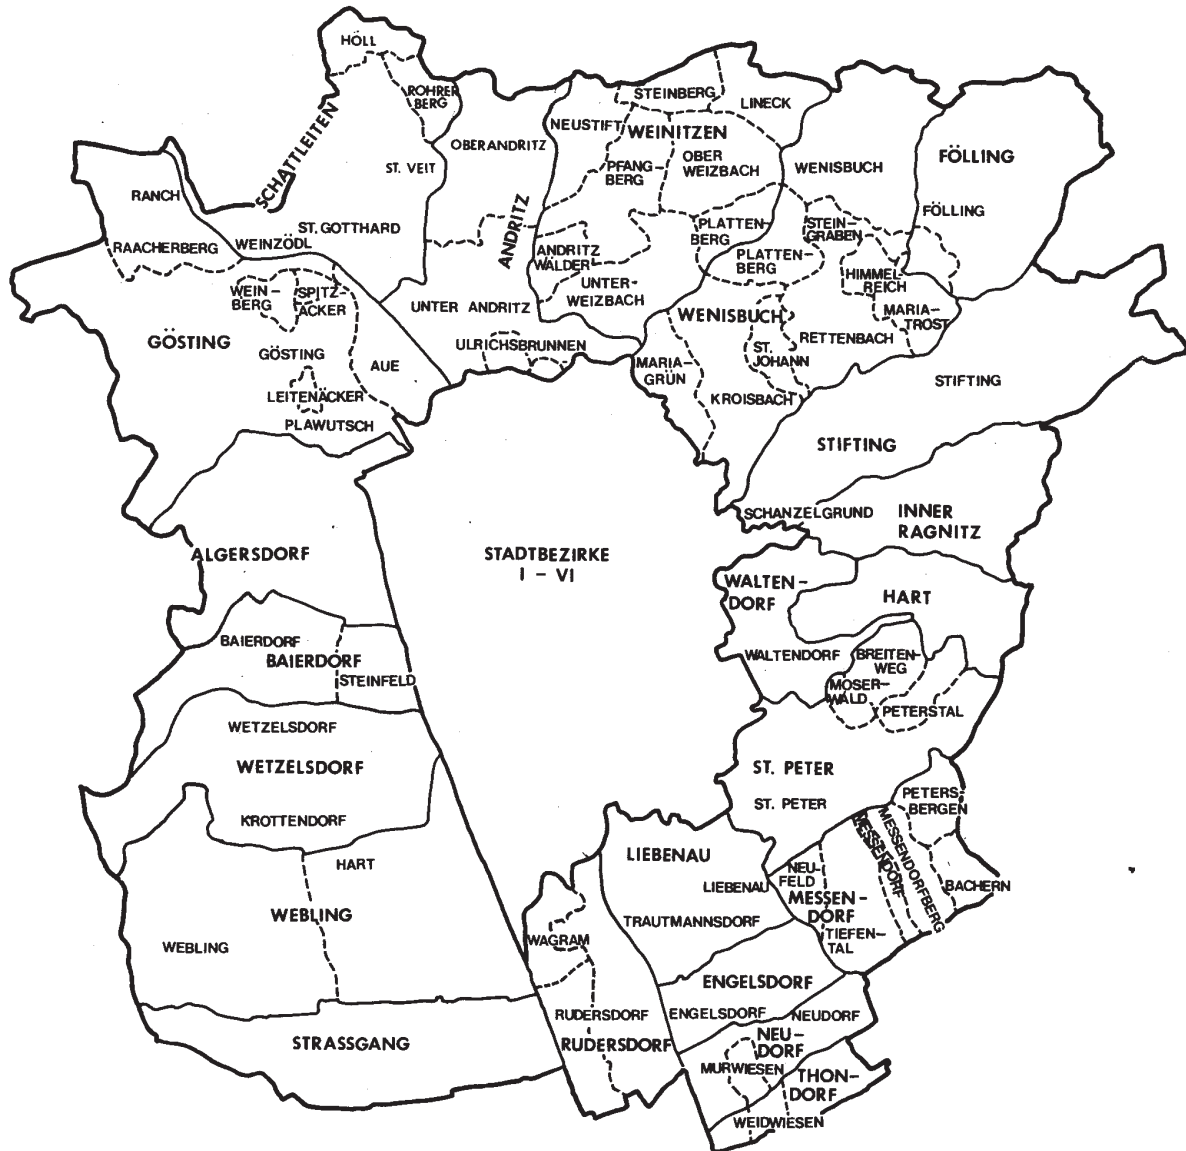 HÖLL
ROHRER
BERG
SCHATTLEITEN
ST. VEIT
OBERANDRITZ
NEUSTIFT
STEINBERG
LINECK
WEINITZEN
PFANG-
BERG
OBER
WEIZBACH
WENISBUCH
FÖLLING
FÖLLING
RANCH
RAACHERBERG
WEINZÖDL
ST. GOTTHARD
ANDRITZ
ANDRITZ
WÄLDER
UNTER-
WEIZBACH
PLATTEN-
BERG
PLATTEN-
BERG
STEIN-
GRABEN
HIMMEL-
REICH
MARIA-
TROST
WEIN-
BERG
SPITZ-
ÄCKER
UNTER ANDRITZ
ULRICHSBRUNNEN
WENISBUCH
RETTENBACH
ST.
JOHANN
MARIA-
GRÜN
KROISBACH
GÖSTING
GÖSTING
AUE
LEITENÄCKER
PLAWUTSCH
STIFTING
STIFTING
SCHANZELGRUND
INNER
RAGNITZ
ALGERSDORF
STADTBEZIRKE
I – VI
WALTEN-
DORF
HART
WALTENDORF
BREITEN-
WEG
MOSER-
WALD
PETERSTAL
BAIERDORF
BAIERDORF
STEINFELD
WETZELSDORF
WETZELSDORF
KROTTENDORF
ST. PETER
ST. PETER
PETERS-
BERGEN
MESSENDORFBERG
MESSENDORF
BACHERN
HART
WEBLING
WEBLING
LIEBENAU
LIEBENAU
NEU-
FELD
MESSEN-
DORF
TIEFEN-
TAL
TRAUTMANNSDORF
WAGRAM
ENGELSDORF
ENGELSDORF
NEUDORF
NEU-
DORF
STRASSGANG
RUDERSDORF
RUDERSDORF
MURWIESEN
THON-
DORF
WEIDWIESEN